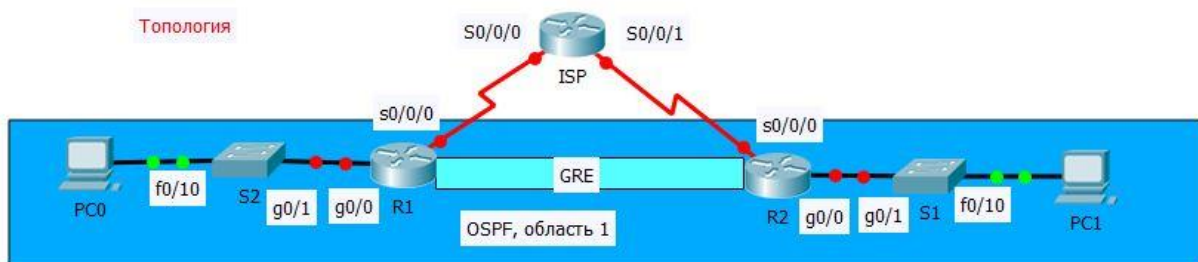 Топология
S0/0/0
S0/0/1
ISP
s0/0/0
s0/0/0
PC0
f0/10
S2
g0/1
g0/0
R1
GRE
OSPF, область 1
R2
g0/0
g0/1
S1
f0/10
PC1